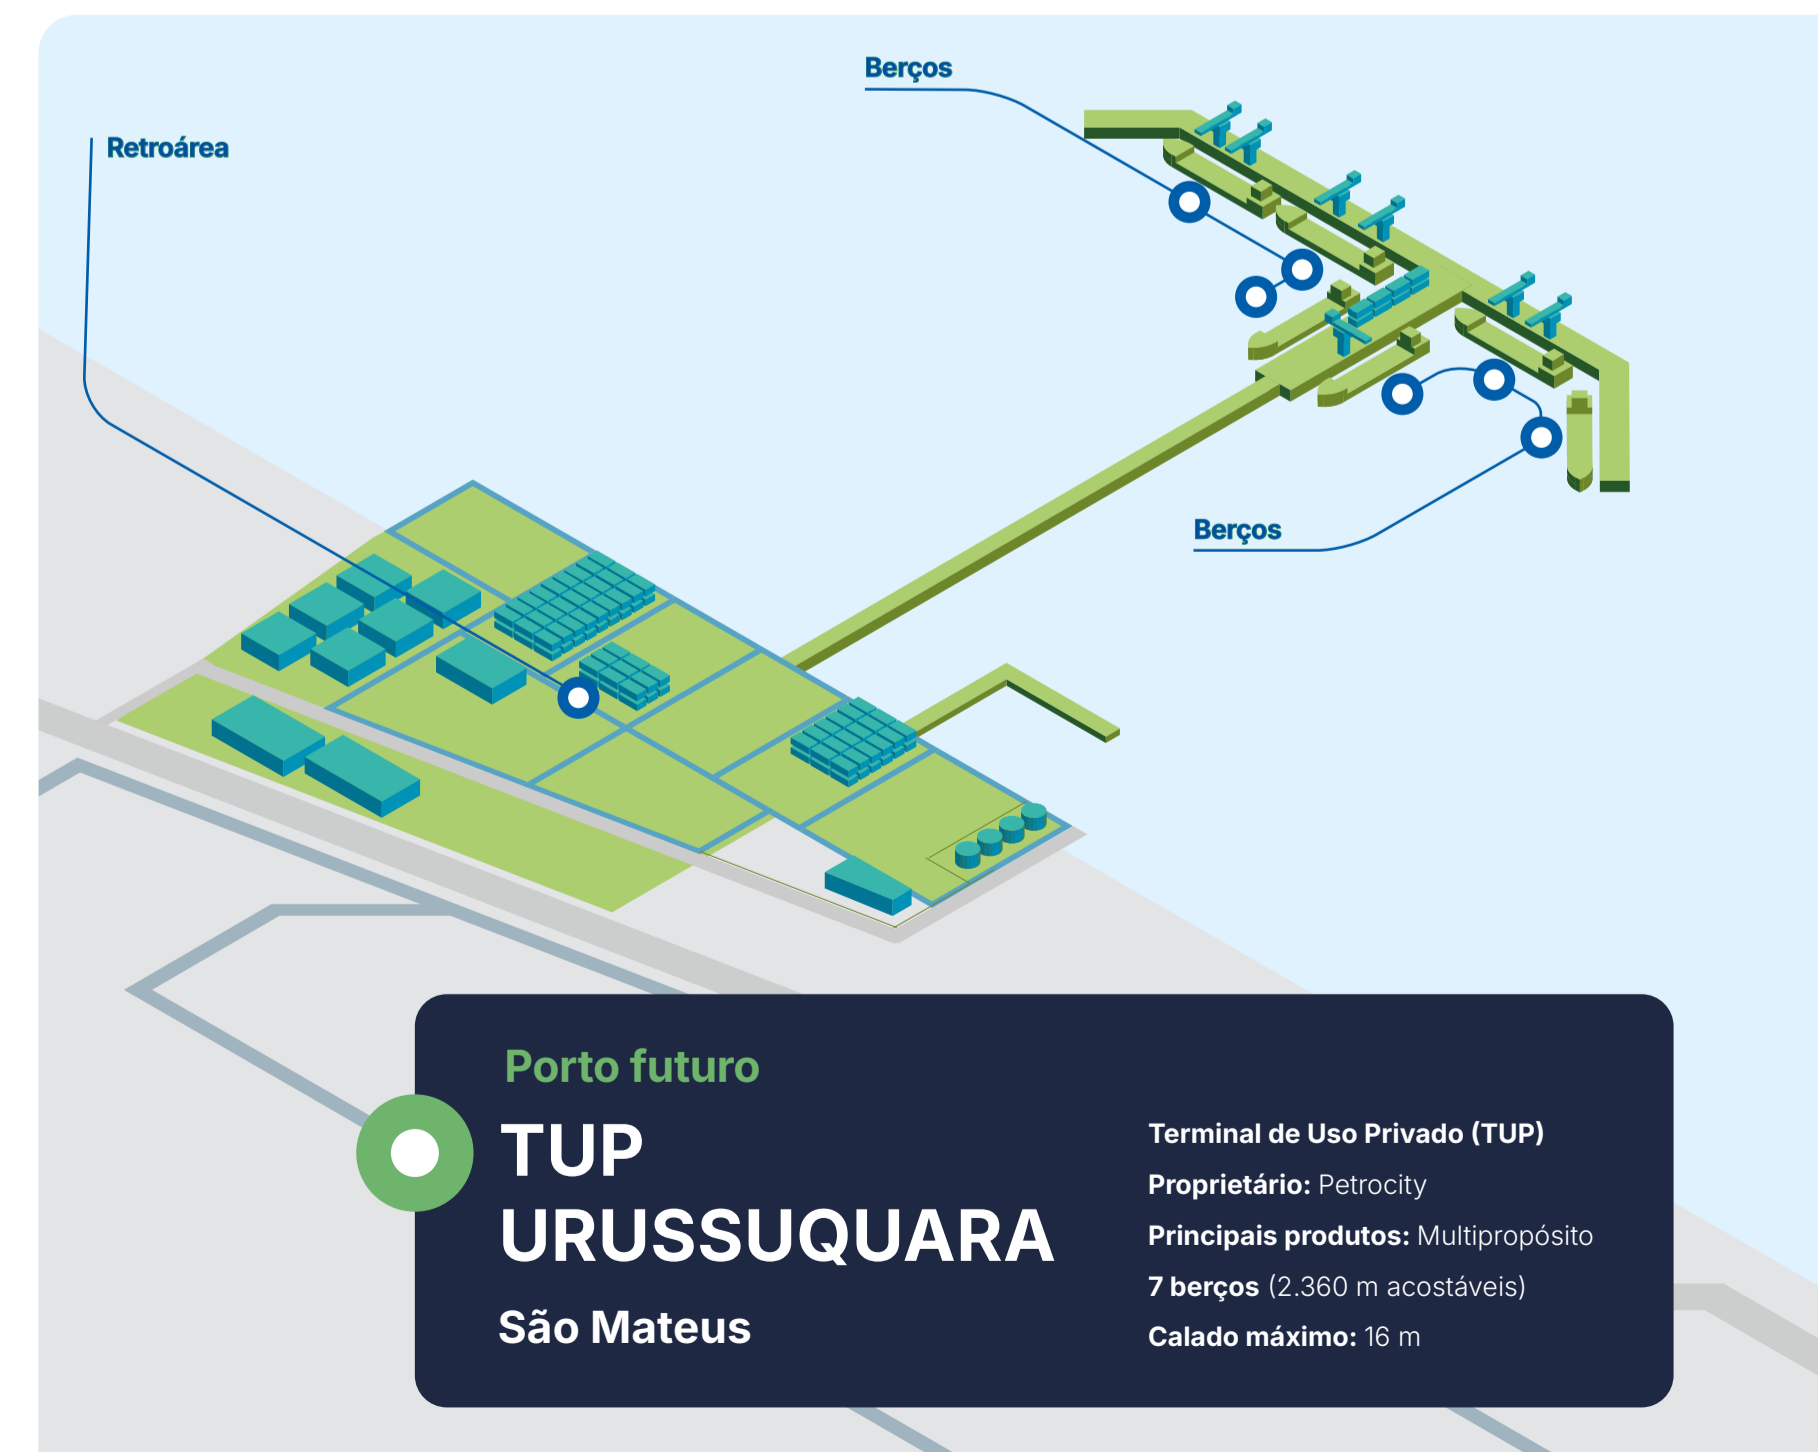 Berços
Retroárea
Berços
Porto futuro
TUP
URUSSUQUARA
São Mateus
Terminal de Uso Privado (TUP)
Proprietário: Petrocity
Principais produtos: Multipropósito
7 berços (2.360 m acostáveis)
Calado máximo: 16 m